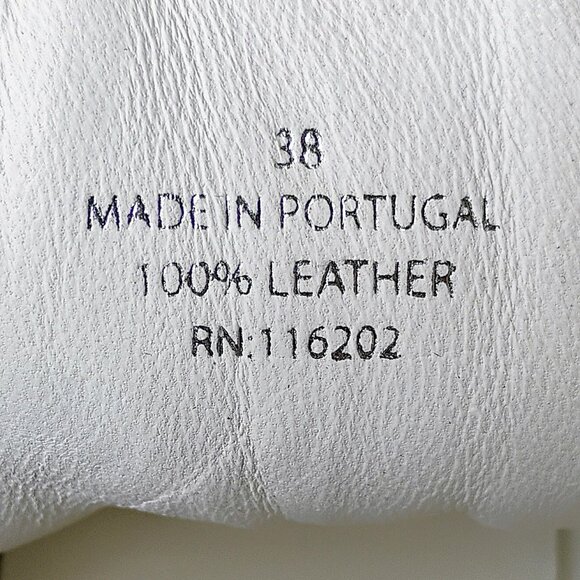 38
MADE IN PORTUGAL
100% LEATHER
RN:116202